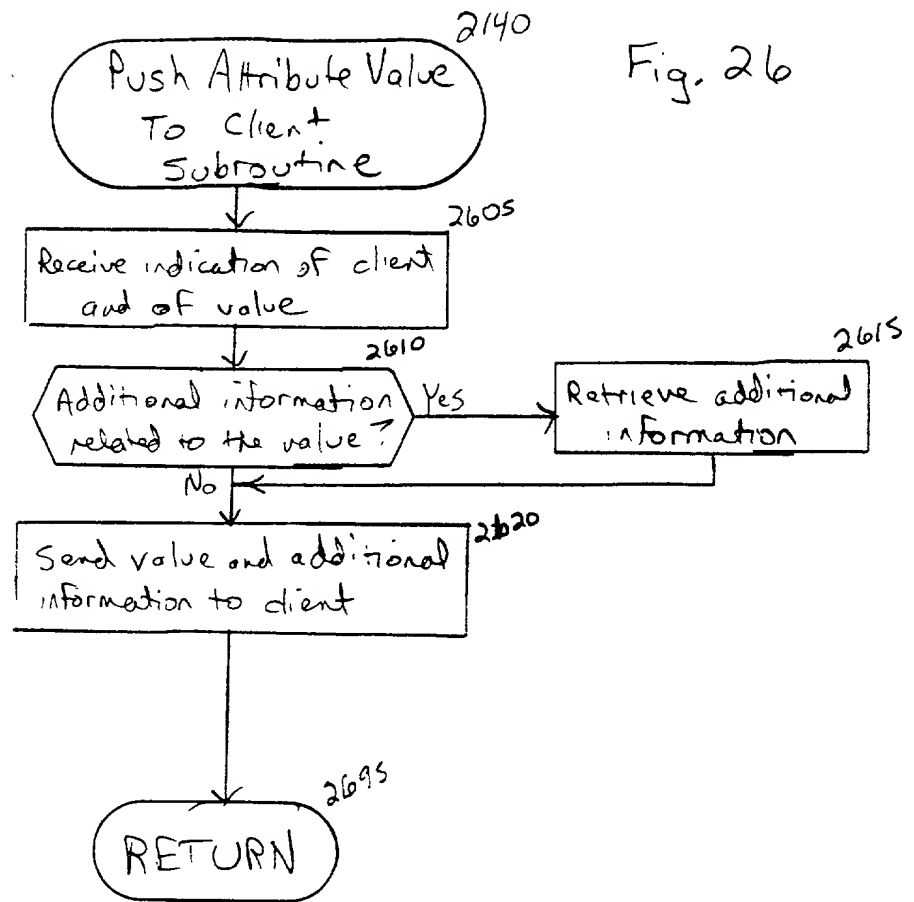 2140
Fig. 26
Push Attribute Value
To Client
Subroutine
2605
Receive indication of client
and of value
2610
Additional information
related to the value?
Yes
2615
Retrieve additional
information
No
2620
Send value and additional
information to client
2695
RETURN